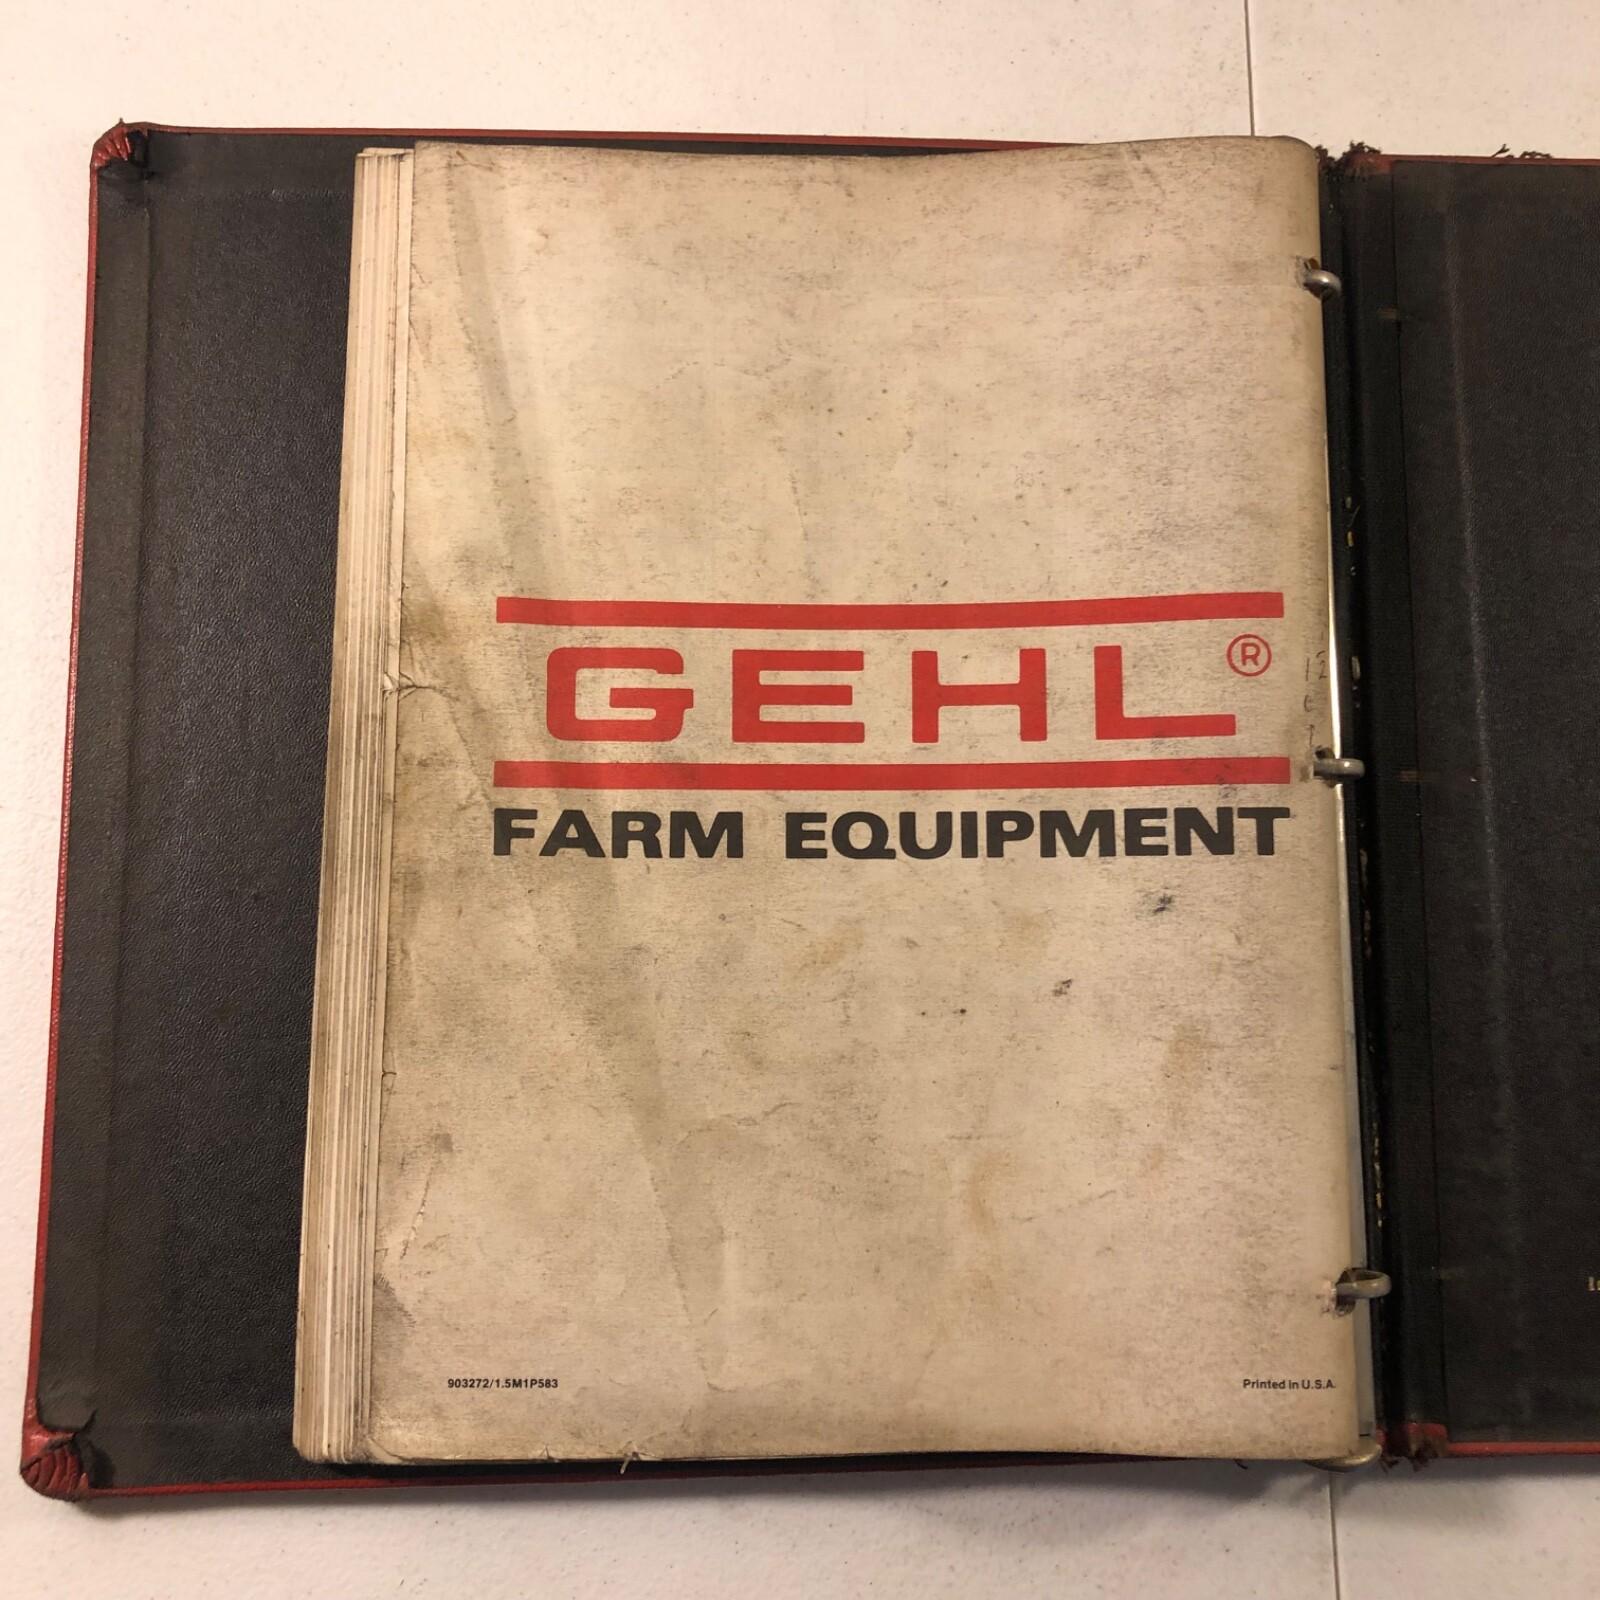 GEHL®
FARM EQUIPMENT
903272/1.5M1P583
Printed in U.S.A.